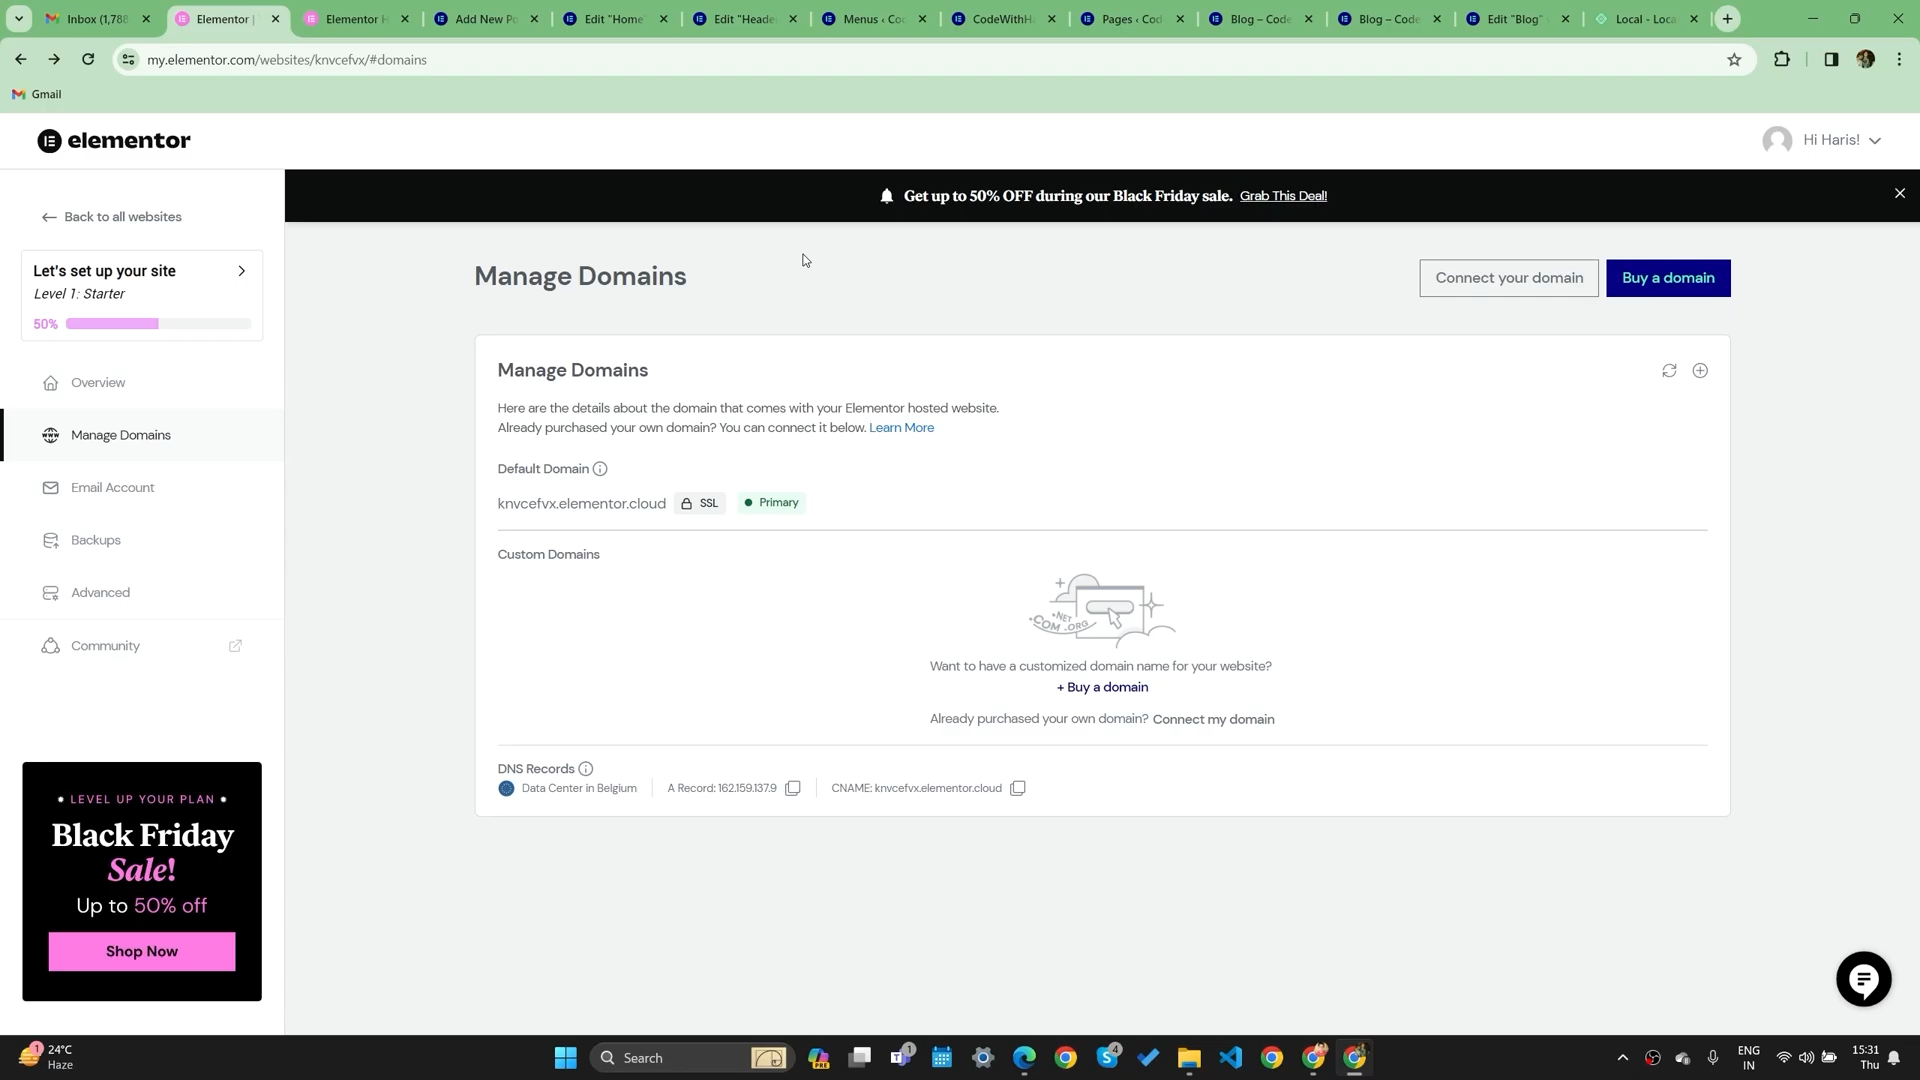 Inbox (1,788
Elementor |
Elementor H
Add New Po
Edit "Home"
Edit "Heade
Menus ‹ Coc
CodeWithHa
Pages ‹ Cod
Blog – Code
Blog – Code
Edit "Blog"
Local - Loca
my.elementor.com/websites/knvcefvx/#domains
Gmail
elementor
Hi Haris!
Get up to 50% OFF during our Black Friday sale. Grab This Deal!
Back to all websites
Let's set up your site
Level 1: Starter
50%
Overview
Manage Domains
Email Account
Backups
Advanced
Community
• LEVEL UP YOUR PLAN •
Black Friday
Sale!
Up to 50% off
Shop Now
Manage Domains
Connect your domain
Buy a domain
Manage Domains
Here are the details about the domain that comes with your Elementor hosted website.
Already purchased your own domain? You can connect it below. Learn More
Default Domain
knvcefvx.elementor.cloud SSL Primary
Custom Domains
.NET
.COM .ORG
Want to have a customized domain name for your website?
+ Buy a domain
Already purchased your own domain? Connect my domain
DNS Records
Data Center in Belgium A Record: 162.159.137.9 CNAME: knvcefvx.elementor.cloud
1
24°C
Haze
Search
PRE
1
4
ENG
IN
15:31
Thu